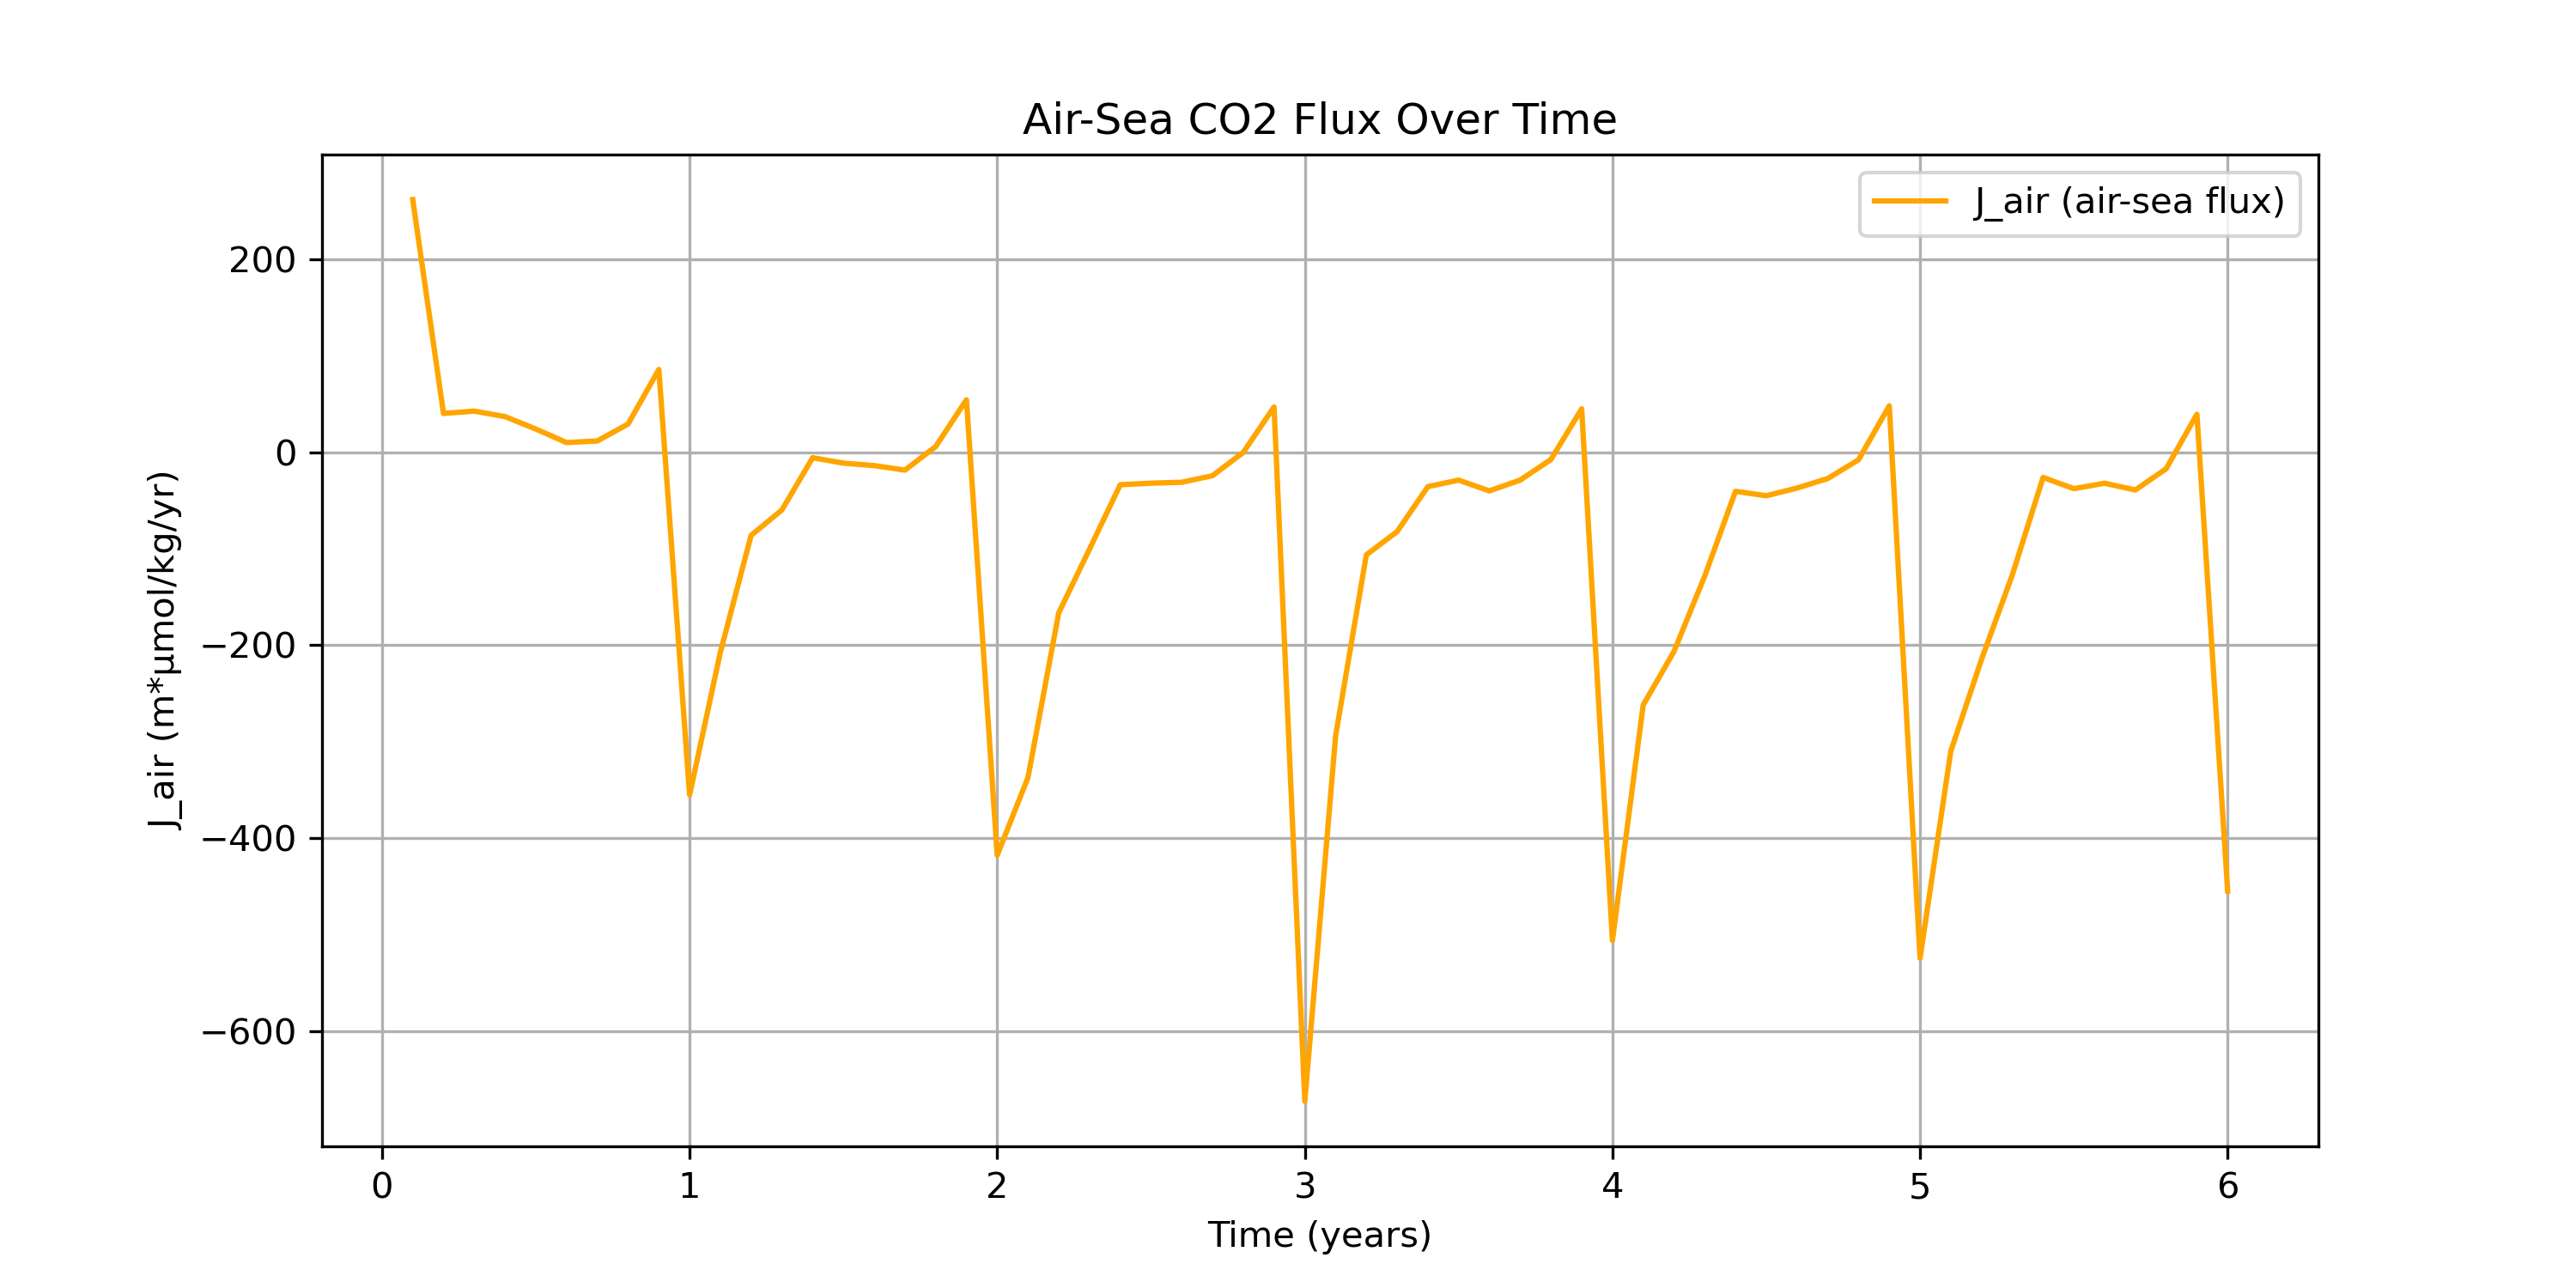 Air-Sea CO2 Flux Over Time
J_air (air-sea flux)
J_air (m*µmol/kg/yr)
200
0
−200
−400
−600
0 1 2 3 4 5 6
Time (years)